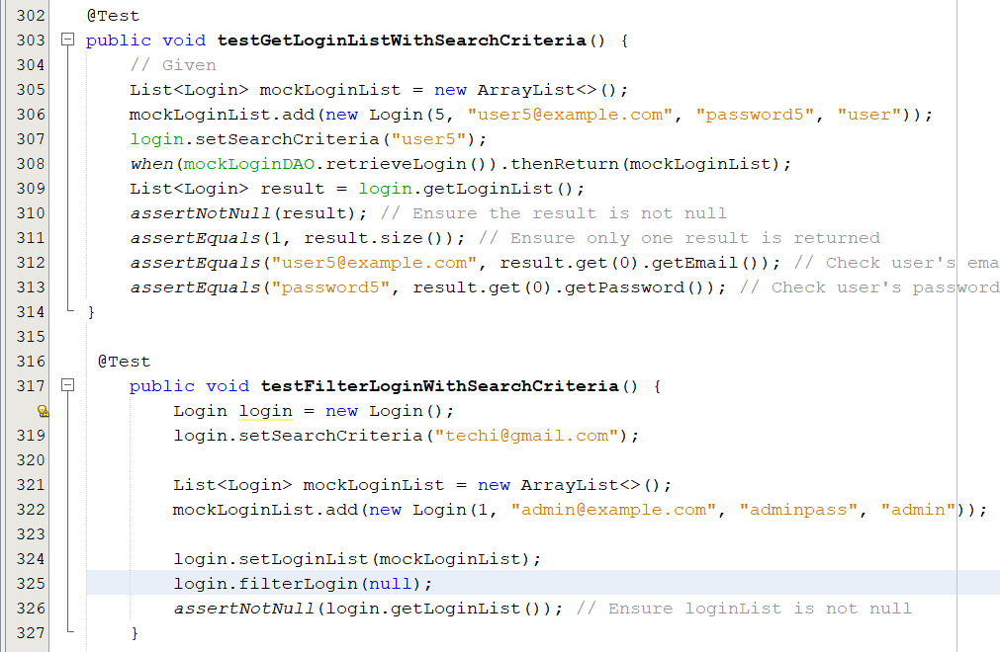 302 @Test
303 public void testGetLoginListWithSearchCriteria() {
304 // Given
305 List<Login> mockLoginList = new ArrayList<>();
306 mockLoginList.add(new Login(5, "user5@example.com", "password5", "user"));
307 login.setSearchCriteria("user5");
308 when(mockLoginDAO.retrieveLogin()).thenReturn(mockLoginList);
309 List<Login> result = login.getLoginList();
310 assertNotNull(result); // Ensure the result is not null
311 assertEquals(1, result.size()); // Ensure only one result is returned
312 assertEquals("user5@example.com", result.get(0).getEmail()); // Check user's ema
313 assertEquals("password5", result.get(0).getPassword()); // Check user's password
314 }
315
316 @Test
317 public void testFilterLoginWithSearchCriteria() {
Login login = new Login();
319 login.setSearchCriteria("techi@gmail.com");
320
321 List<Login> mockLoginList = new ArrayList<>();
322 mockLoginList.add(new Login(1, "admin@example.com", "adminpass", "admin"));
323
324 login.setLoginList(mockLoginList);
325 login.filterLogin(null);
326 assertNotNull(login.getLoginList()); // Ensure loginList is not null
327 }